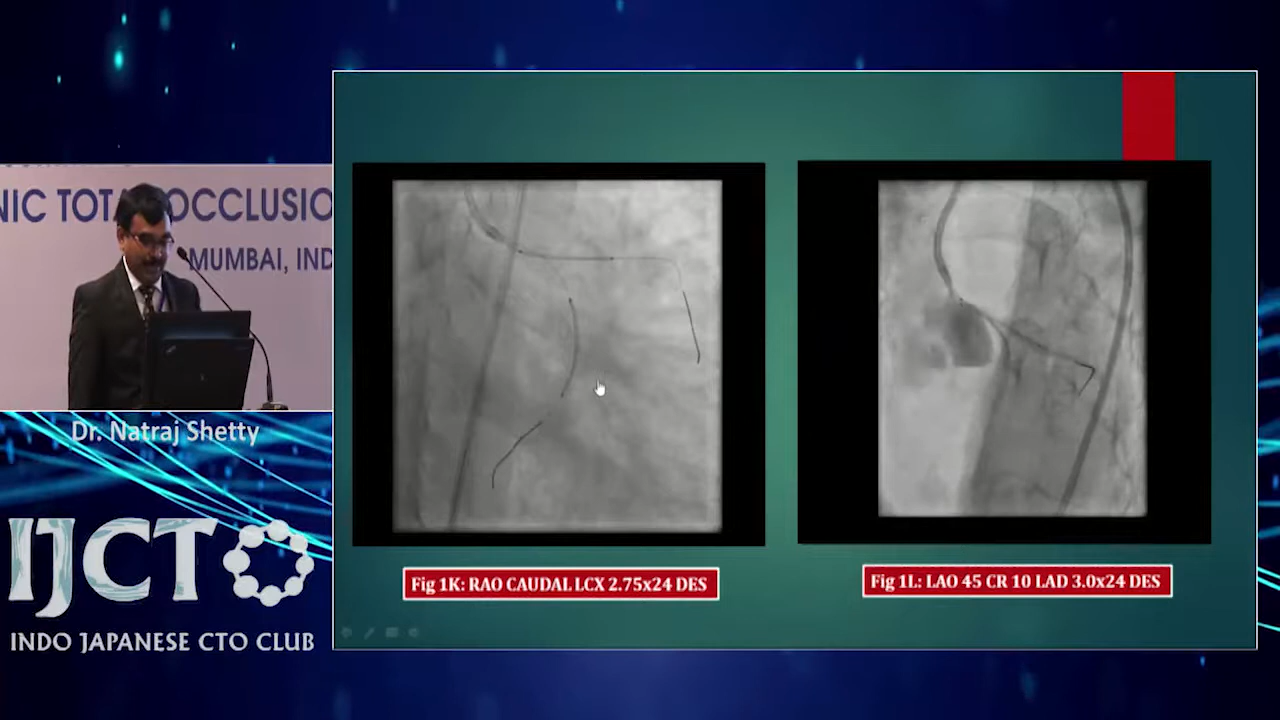 NIC TOTA OCCLUSIO
MUMBAI, IND
Dr. Natraj Shetty
IJCTO
INDO JAPANESE CTO CLUB
Fig 1K: RAO CAUDAL LCX 2.75x24 DES
Fig 1L: LAO 45 CR 10 LAD 3.0x24 DES